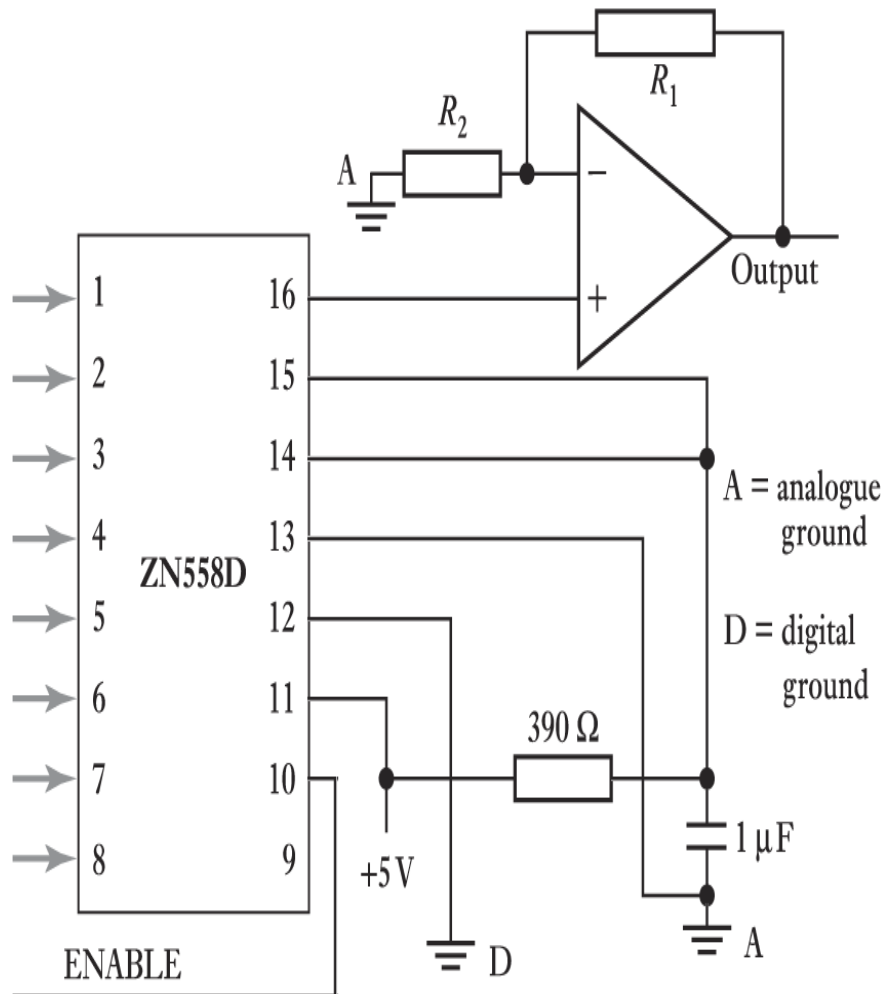 R1
R2
A
−
+
Output
1 16
2 15
3 14
4 13
ZN558D
5 12
6 11
7 10
8 9
A = analogue
ground
D = digital
ground
390 Ω
1 µF
+5V
D
A
ENABLE